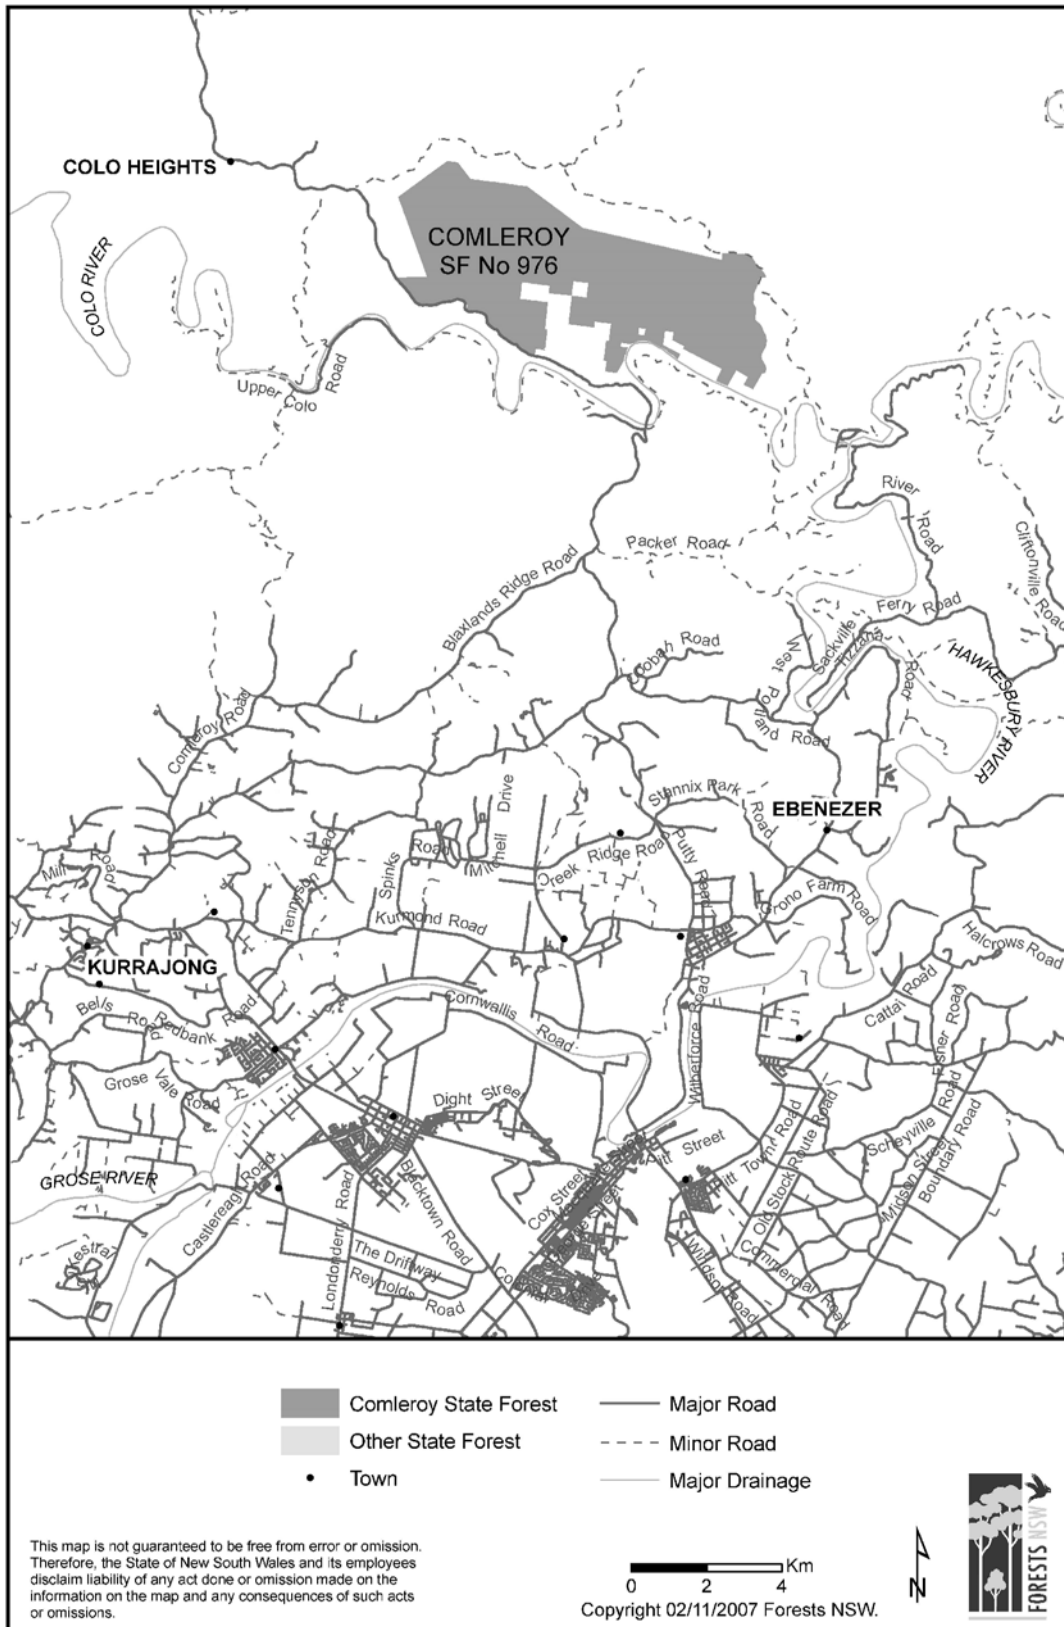 COLO HEIGHTS
COLO RIVER
COMLEROY
SF No 976
Upper Colo Road
River Road
Packer Road
Cliftonville Road
Blaxlands Ridge Road
Ferry Road
Sackville
Tizzana Road
West Portland Road
HAWKESBURY RIVER
Comleroy Road
Stannix Park Road
EBENEZER
Mitchell Drive
Spinks Road
Creek Ridge Road
Putty Road
Mill Road
Tennyson Road
Kurmond Road
Grono Farm Road
Halcrows Road
KURRAJONG
Bells Road
Redbank Road
Cornwallis Road
Wilberforce Road
Cattai Road
Grose Vale Road
Dight Street
Pitt Street
Pitt Town Road
Old Stock Route Road
Scheyville Road
Midson Street
Boundary Road
GROSE RIVER
Castlereagh Road
Londonderry Road
The Driftway
Reynolds Road
Cox Street
Windsor Road
Commercial Road
Comleroy State Forest
Major Road
Other State Forest
Minor Road
Town
Major Drainage
This map is not guaranteed to be free from error or omission.
Therefore, the State of New South Wales and its employees
disclaim liability of any act done or omission made on the
information on the map and any consequences of such acts
or omissions.
Km
0 2 4
Copyright 02/11/2007 Forests NSW.
N
FORESTS NSW